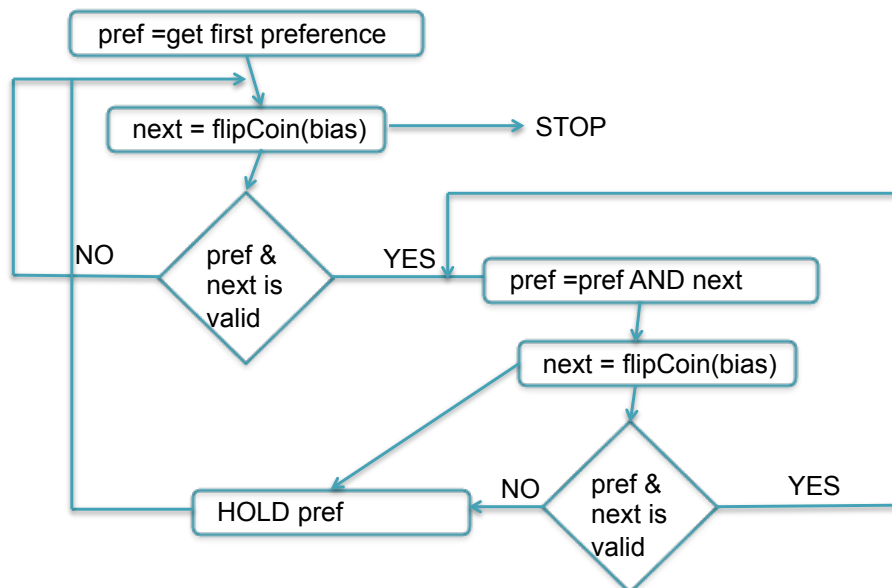 pref =get first preference
next = flipCoin(bias)
STOP
NO
pref &
next is
valid
YES
pref =pref AND next
next = flipCoin(bias)
NO
pref &
next is
valid
YES
HOLD pref